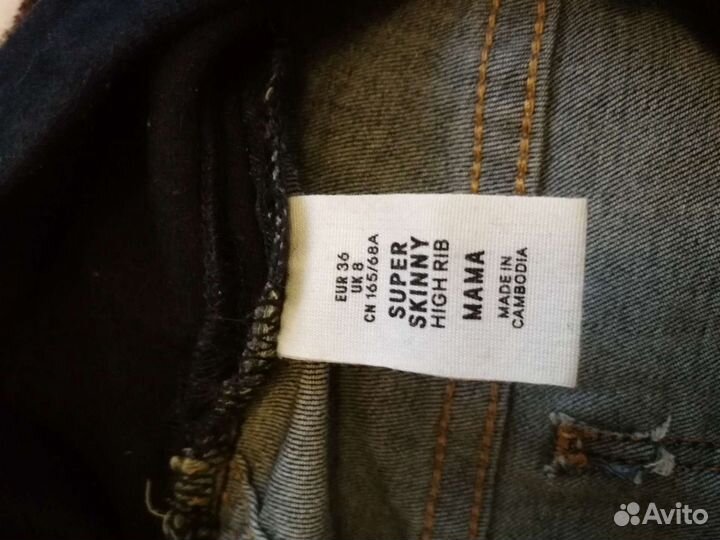 EUR 36
UK 8
CN 165/68A
SUPER
SKINNY
HIGH RIB
MAMA
MADE IN
CAMBODIA
Avito